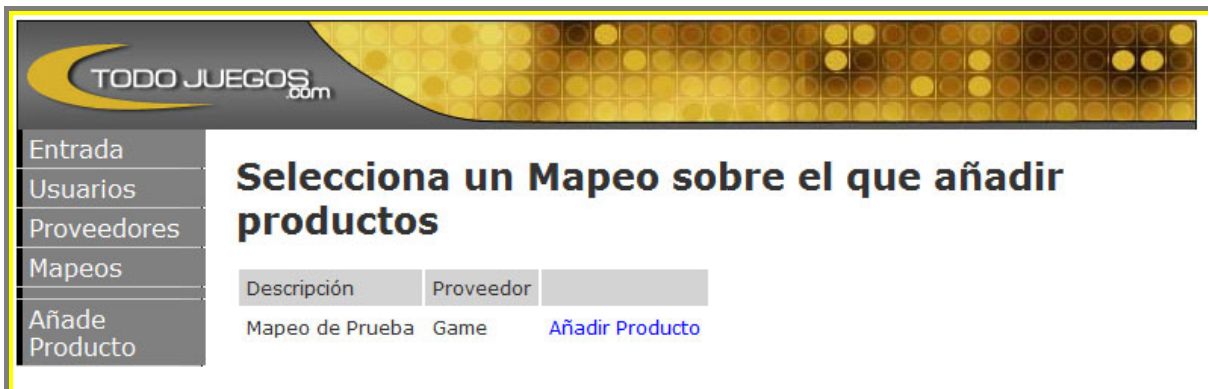 TODO JUEGOS
.com
Entrada
Usuarios
Proveedores
Mapeos
Añade
Producto
Selecciona un Mapeo sobre el que añadir
productos
Descripción Proveedor
Mapeo de Prueba Game Añadir Producto